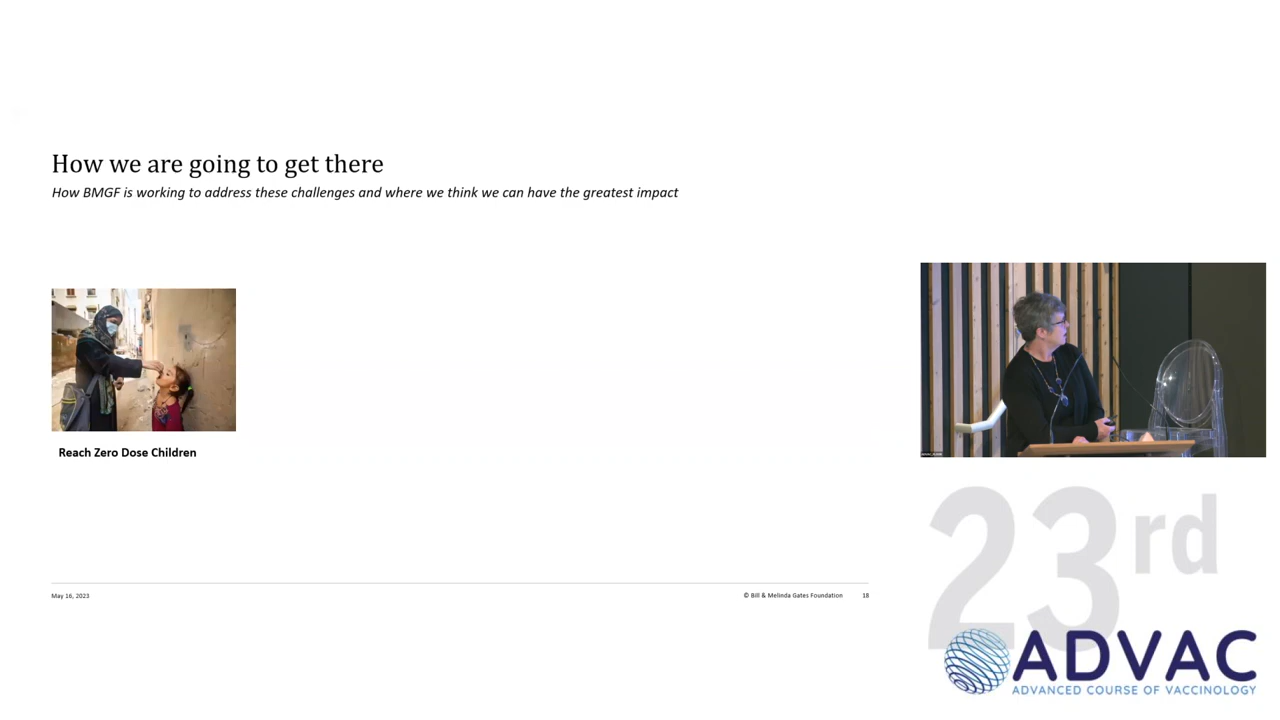 How we are going to get there
How BMGF is working to address these challenges and where we think we can have the greatest impact
Reach Zero Dose Children
May 16, 2023
© Bill & Melinda Gates Foundation 18
23rd
ADVAC
ADVANCED COURSE OF VACCINOLOGY